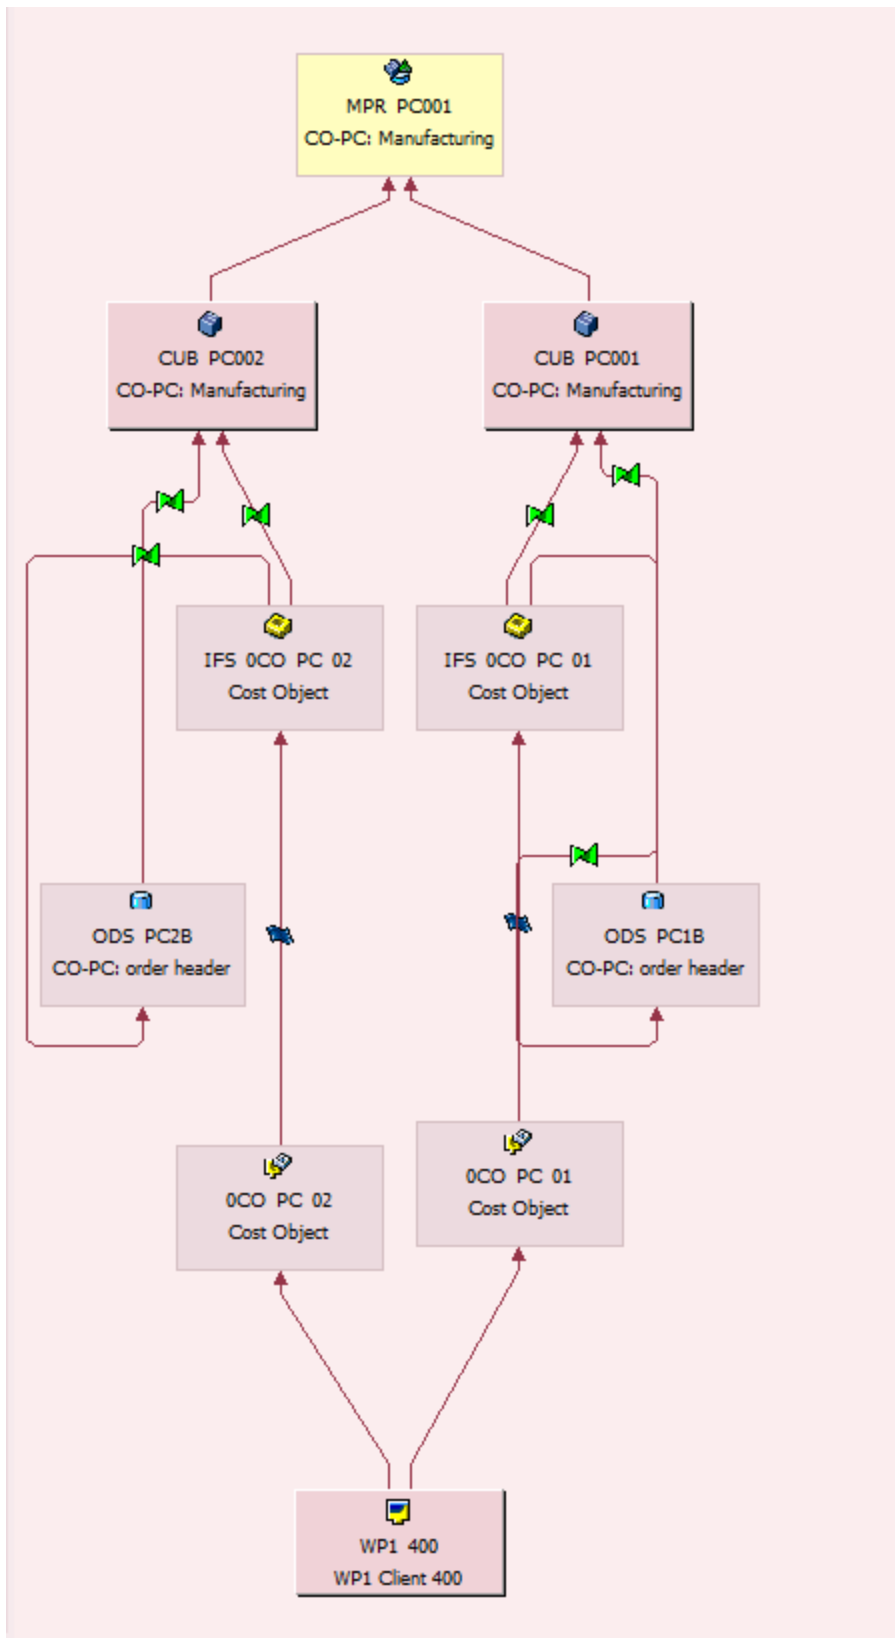 MPR PC001
CO-PC: Manufacturing
CUB PC002
CO-PC: Manufacturing
CUB PC001
CO-PC: Manufacturing
IFS 0CO PC 02
Cost Object
IFS 0CO PC 01
Cost Object
ODS PC2B
CO-PC: order header
ODS PC1B
CO-PC: order header
0CO PC 02
Cost Object
0CO PC 01
Cost Object
WP1 400
WP1 Client 400